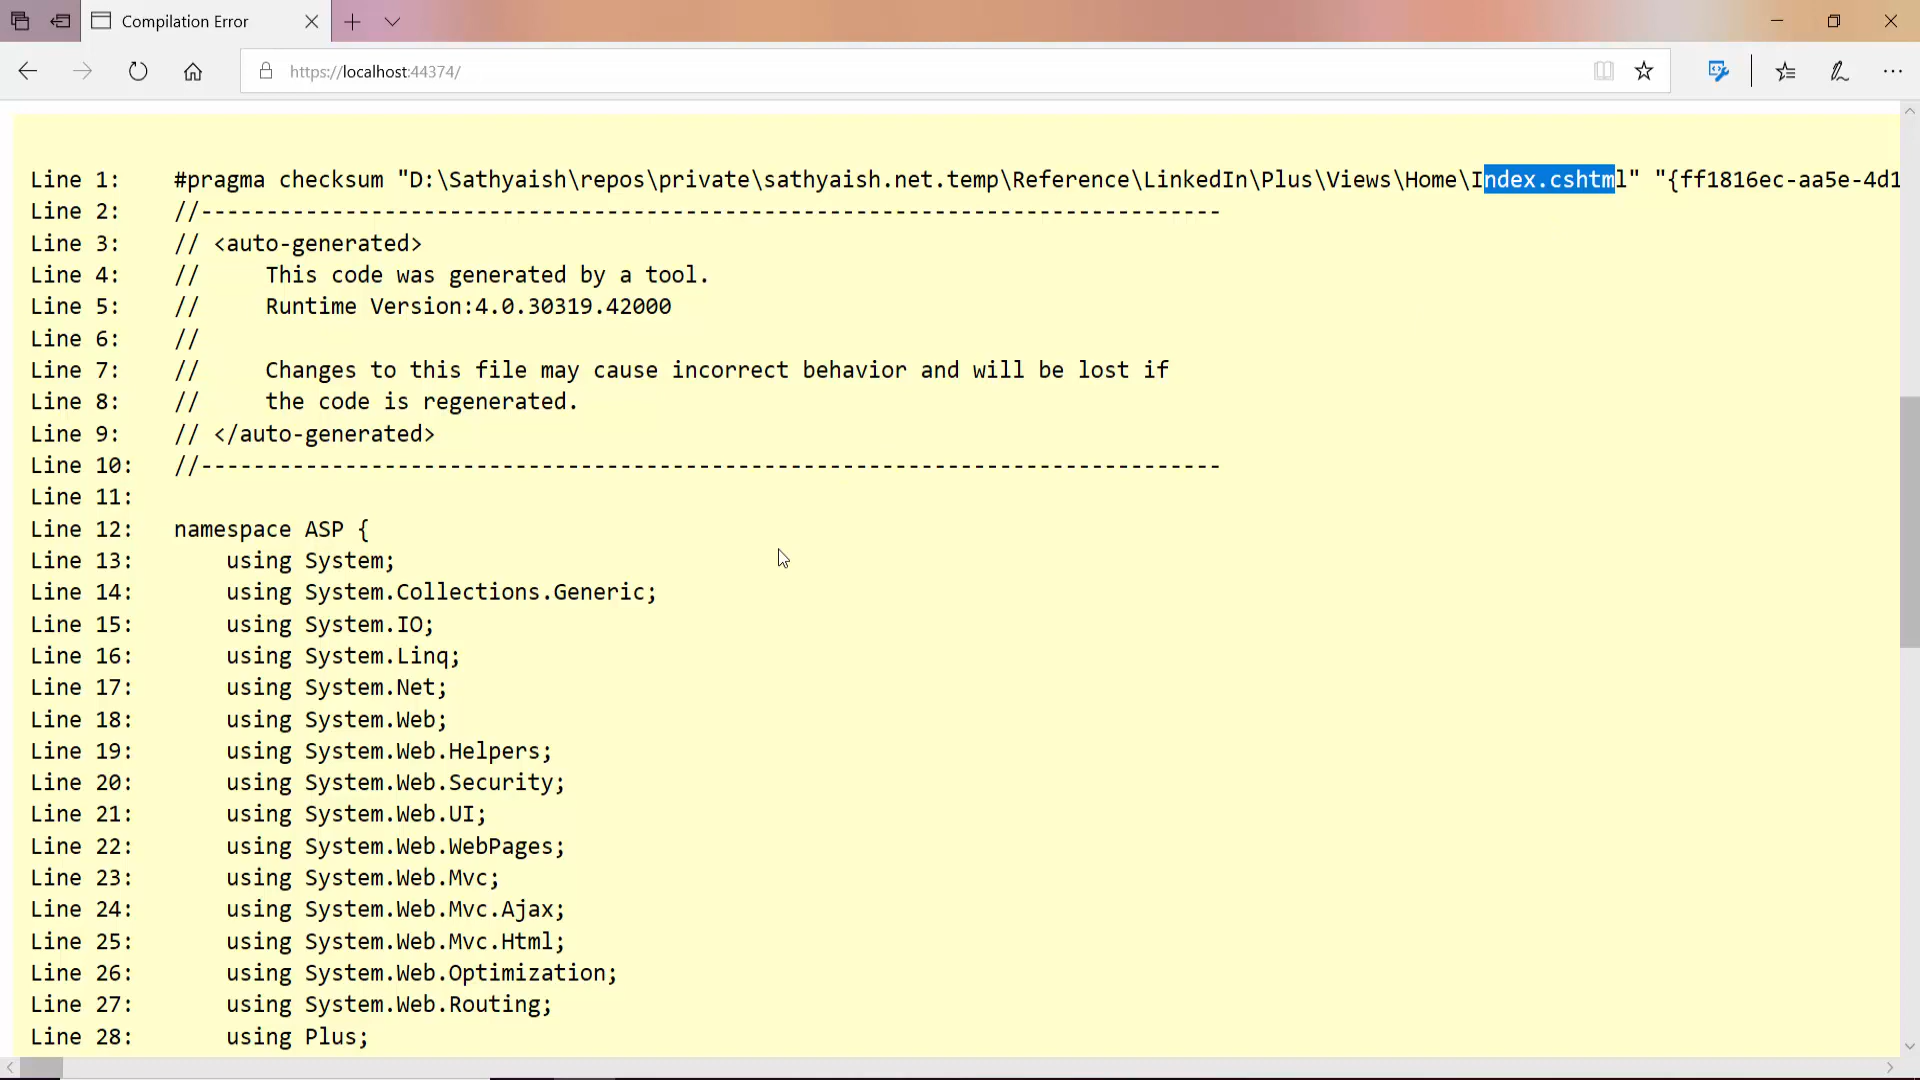 Compilation Error
https://localhost:44374/
Line 1: #pragma checksum "D:\Sathyaish\repos\private\sathyaish.net.temp\Reference\LinkedIn\Plus\Views\Home\Index.cshtml" "{ff1816ec-aa5e-4d1
Line 2: //------------------------------------------------------------------------------
Line 3: // <auto-generated>
Line 4: //     This code was generated by a tool.
Line 5: //     Runtime Version:4.0.30319.42000
Line 6: //
Line 7: //     Changes to this file may cause incorrect behavior and will be lost if
Line 8: //     the code is regenerated.
Line 9: // </auto-generated>
Line 10: //------------------------------------------------------------------------------
Line 11:
Line 12: namespace ASP {
Line 13:     using System;
Line 14:     using System.Collections.Generic;
Line 15:     using System.IO;
Line 16:     using System.Linq;
Line 17:     using System.Net;
Line 18:     using System.Web;
Line 19:     using System.Web.Helpers;
Line 20:     using System.Web.Security;
Line 21:     using System.Web.UI;
Line 22:     using System.Web.WebPages;
Line 23:     using System.Web.Mvc;
Line 24:     using System.Web.Mvc.Ajax;
Line 25:     using System.Web.Mvc.Html;
Line 26:     using System.Web.Optimization;
Line 27:     using System.Web.Routing;
Line 28:     using Plus;